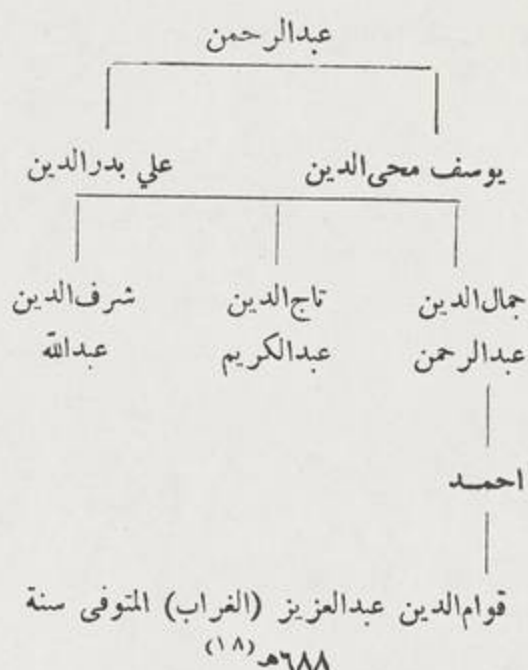 عبدالرحمن
يوسف محى‌الدين علي بدرالدين
جمال‌الدين تاج‌الدين شرف‌الدين
عبدالرحمن عبدالكريم عبدالله
احمد
قوام‌الدين عبدالعزيز (الغراب) المتوفى سنة
٦٨٨هـ (١٨)